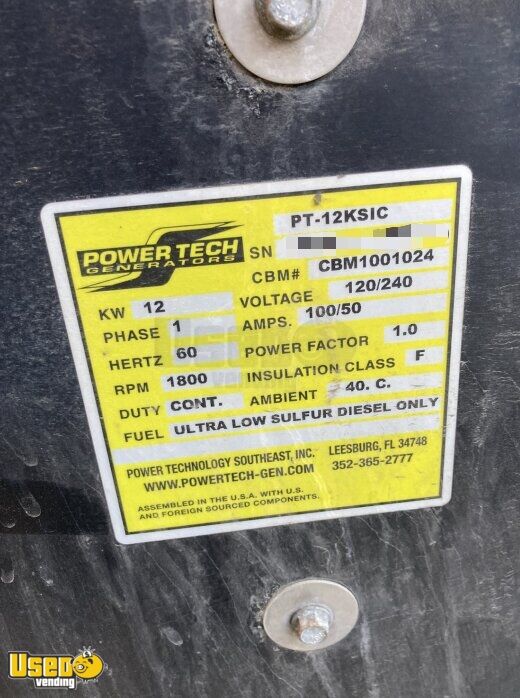 PT-12KSIC
POWER TECH
GENERATORS
SN
CBM# CBM1001024
KW 12 VOLTAGE 120/240
PHASE 1 AMPS. 100/50
HERTZ 60 POWER FACTOR 1.0
RPM 1800 INSULATION CLASS F
DUTY CONT. AMBIENT 40. C.
FUEL ULTRA LOW SULFUR DIESEL ONLY
POWER TECHNOLOGY SOUTHEAST, INC. LEESBURG, FL 34748
WWW.POWERTECH-GEN.COM 352-365-2777
ASSEMBLED IN THE U.S.A. WITH U.S.
AND FOREIGN SOURCED COMPONENTS.
Used
vending
Used
vending